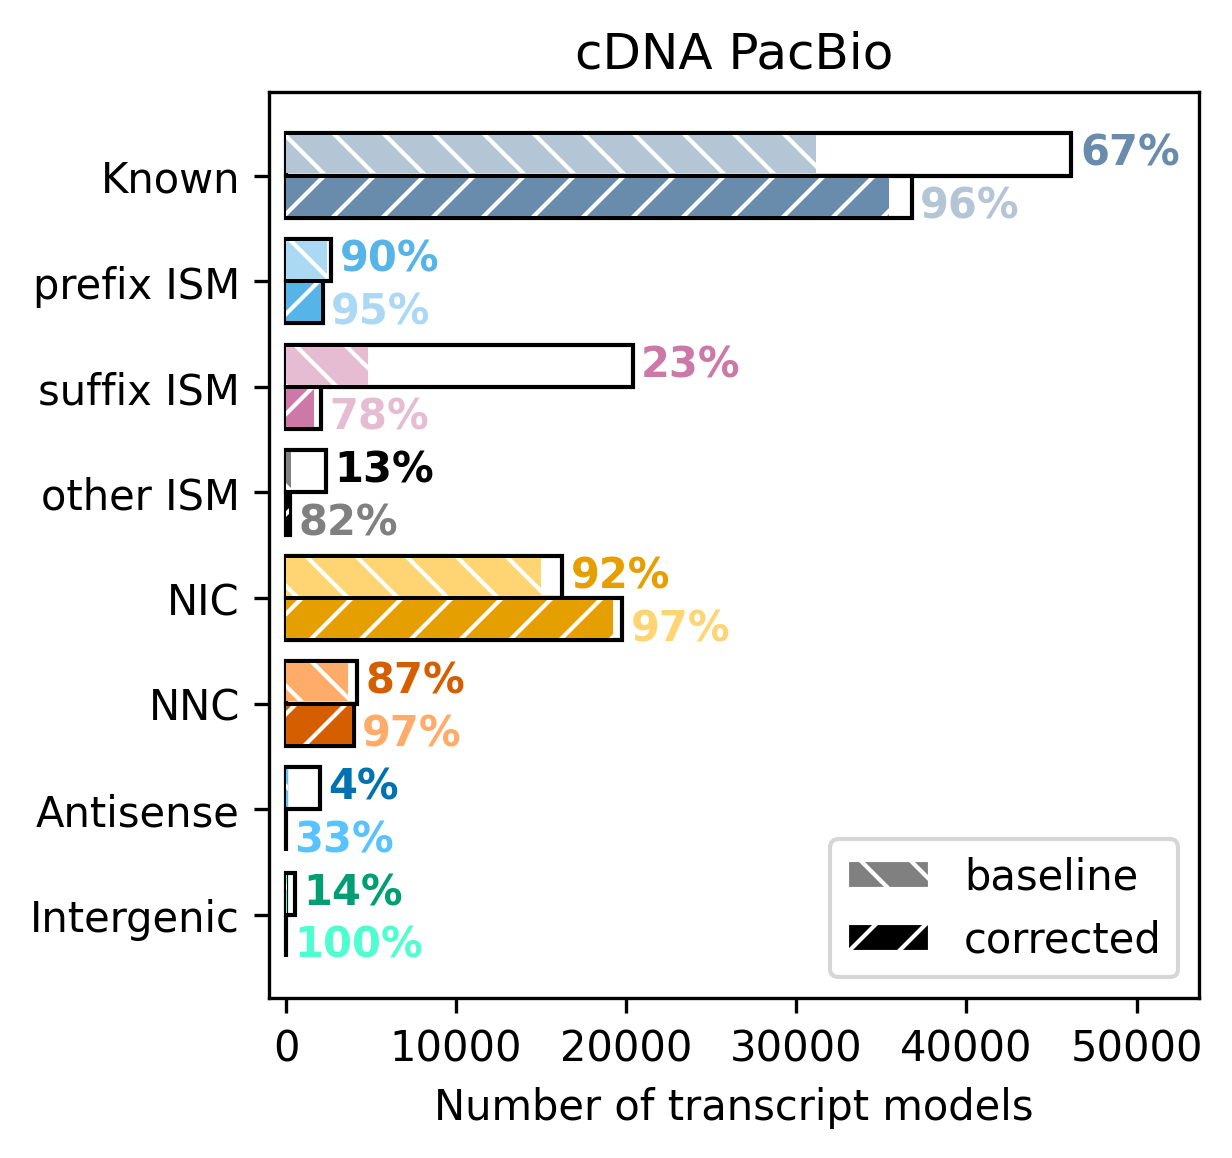 cDNA PacBio
Known
67%
96%
prefix ISM
90%
95%
suffix ISM
23%
78%
other ISM
13%
82%
NIC
92%
97%
NNC
87%
97%
Antisense
4%
33%
Intergenic
14%
100%
baseline
corrected
0 10000 20000 30000 40000 50000
Number of transcript models